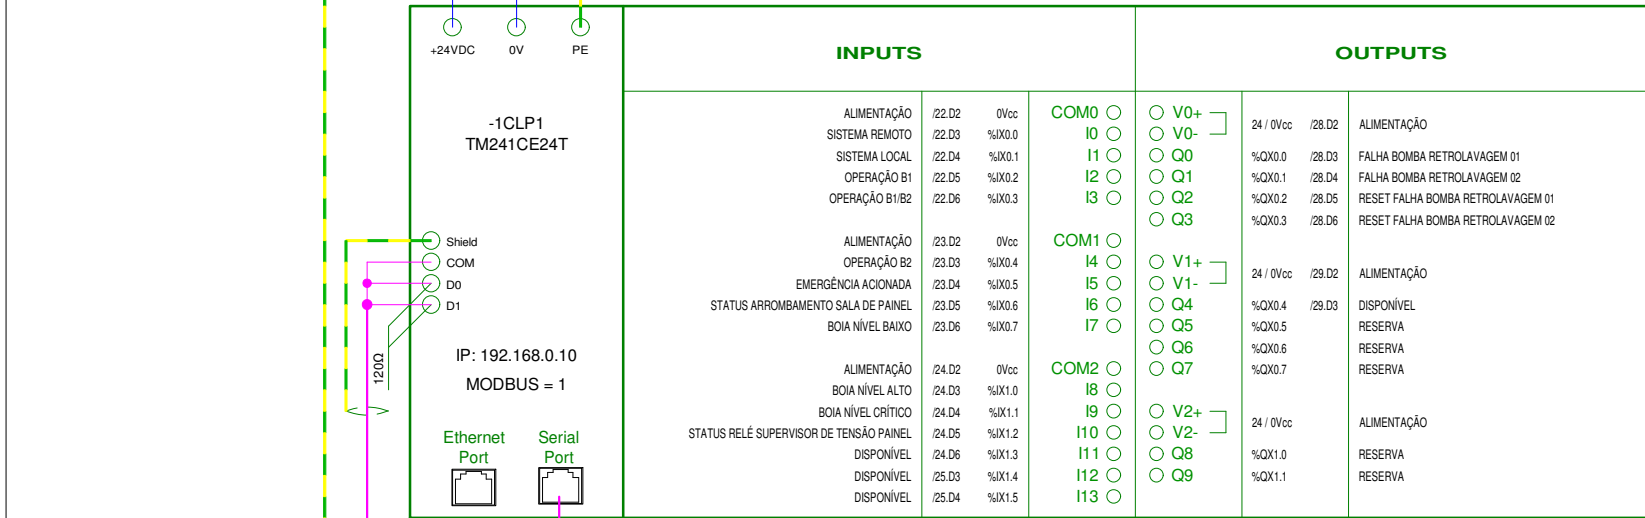 +24VDC 0V PE
-1CLP1
TM241CE24T
Shield
COM
D0
D1
120Ω
IP: 192.168.0.10
MODBUS = 1
Ethernet Port
Serial Port
INPUTS
ALIMENTAÇÃO /22.D2 0Vcc COM0
SISTEMA REMOTO /22.D3 %IX0.0 I0
SISTEMA LOCAL /22.D4 %IX0.1 I1
OPERAÇÃO B1 /22.D5 %IX0.2 I2
OPERAÇÃO B1/B2 /22.D6 %IX0.3 I3
ALIMENTAÇÃO /23.D2 0Vcc COM1
OPERAÇÃO B2 /23.D3 %IX0.4 I4
EMERGÊNCIA ACIONADA /23.D4 %IX0.5 I5
STATUS ARROMBAMENTO SALA DE PAINEL /23.D5 %IX0.6 I6
BOIA NÍVEL BAIXO /23.D6 %IX0.7 I7
ALIMENTAÇÃO /24.D2 0Vcc COM2
BOIA NÍVEL ALTO /24.D3 %IX1.0 I8
BOIA NÍVEL CRÍTICO /24.D4 %IX1.1 I9
STATUS RELÉ SUPERVISOR DE TENSÃO PAINEL /24.D5 %IX1.2 I10
DISPONÍVEL /24.D6 %IX1.3 I11
DISPONÍVEL /25.D3 %IX1.4 I12
DISPONÍVEL /25.D4 %IX1.5 I13
OUTPUTS
V0+
V0-
24 / 0Vcc /28.D2 ALIMENTAÇÃO
Q0 %QX0.0 /28.D3 FALHA BOMBA RETROLAVAGEM 01
Q1 %QX0.1 /28.D4 FALHA BOMBA RETROLAVAGEM 02
Q2 %QX0.2 /28.D5 RESET FALHA BOMBA RETROLAVAGEM 01
Q3 %QX0.3 /28.D6 RESET FALHA BOMBA RETROLAVAGEM 02
V1+
V1-
24 / 0Vcc /29.D2 ALIMENTAÇÃO
Q4 %QX0.4 /29.D3 DISPONÍVEL
Q5 %QX0.5 RESERVA
Q6 %QX0.6 RESERVA
Q7 %QX0.7 RESERVA
V2+
V2-
24 / 0Vcc ALIMENTAÇÃO
Q8 %QX1.0 RESERVA
Q9 %QX1.1 RESERVA